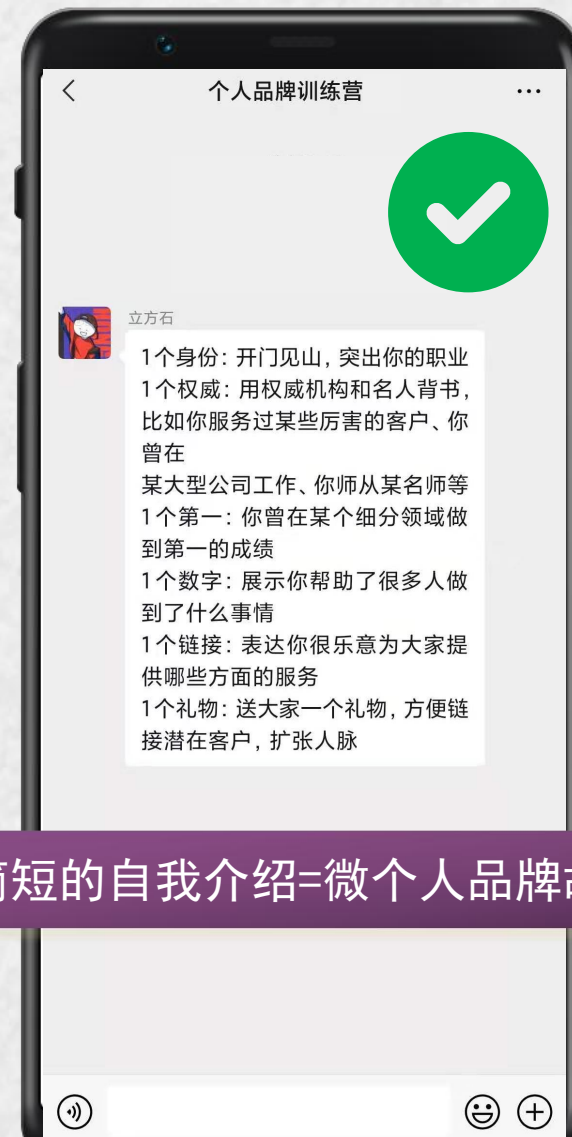 个人品牌训练营
立方石
1个身份：开门见山，突出你的职业
1个权威：用权威机构和名人背书，
比如你服务过某些厉害的客户、你
曾在
某大型公司工作、你师从某名师等
1个第一：你曾在某个细分领域做
到第一的成绩
1个数字：展示你帮助了很多人做
到了什么事情
1个链接：表达你很乐意为大家提
供哪些方面的服务
1个礼物：送大家一个礼物，方便链
接潜在客户，扩张人脉
短的自我介绍=微个人品牌